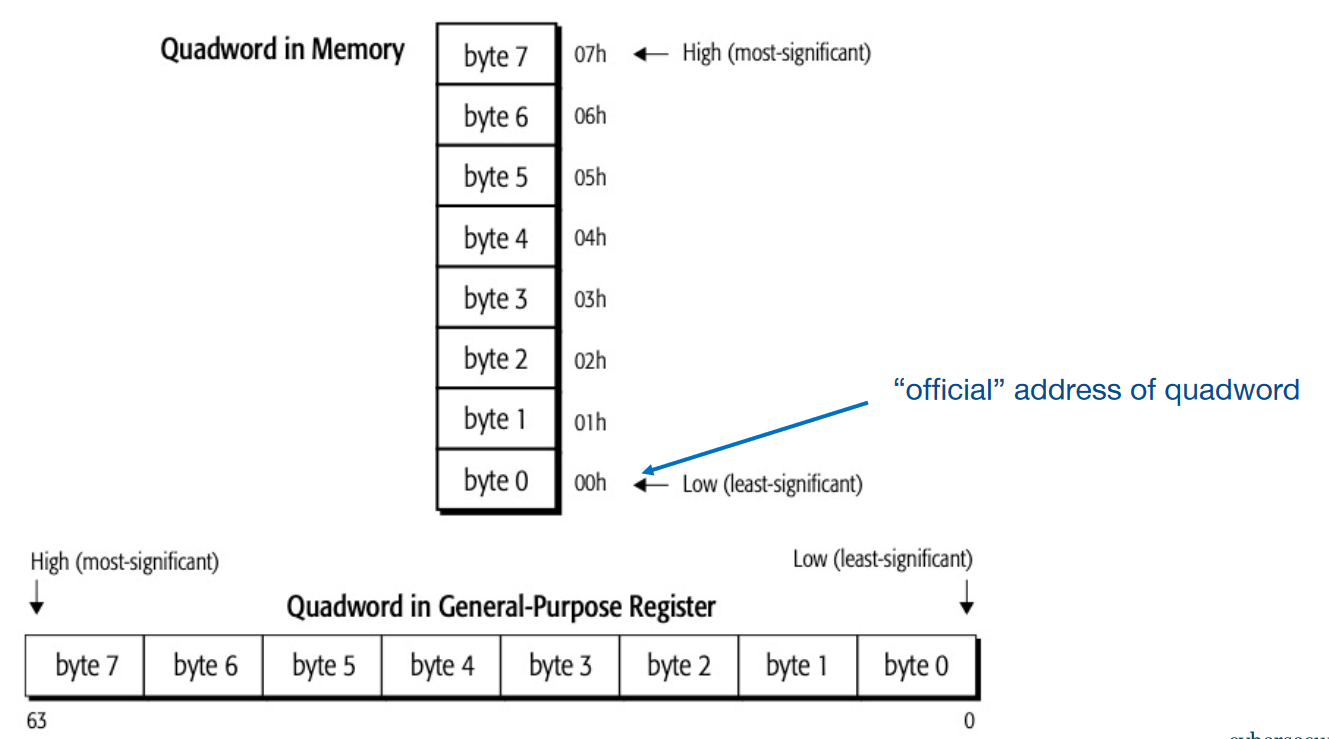 Quadword in Memory
byte 7 07h High (most-significant)
byte 6 06h
byte 5 05h
byte 4 04h
byte 3 03h
byte 2 02h
“official” address of quadword
byte 1 01h
byte 0 00h Low (least-significant)
High (most-significant) Low (least-significant)
Quadword in General-Purpose Register
byte 7 byte 6 byte 5 byte 4 byte 3 byte 2 byte 1 byte 0
63 0